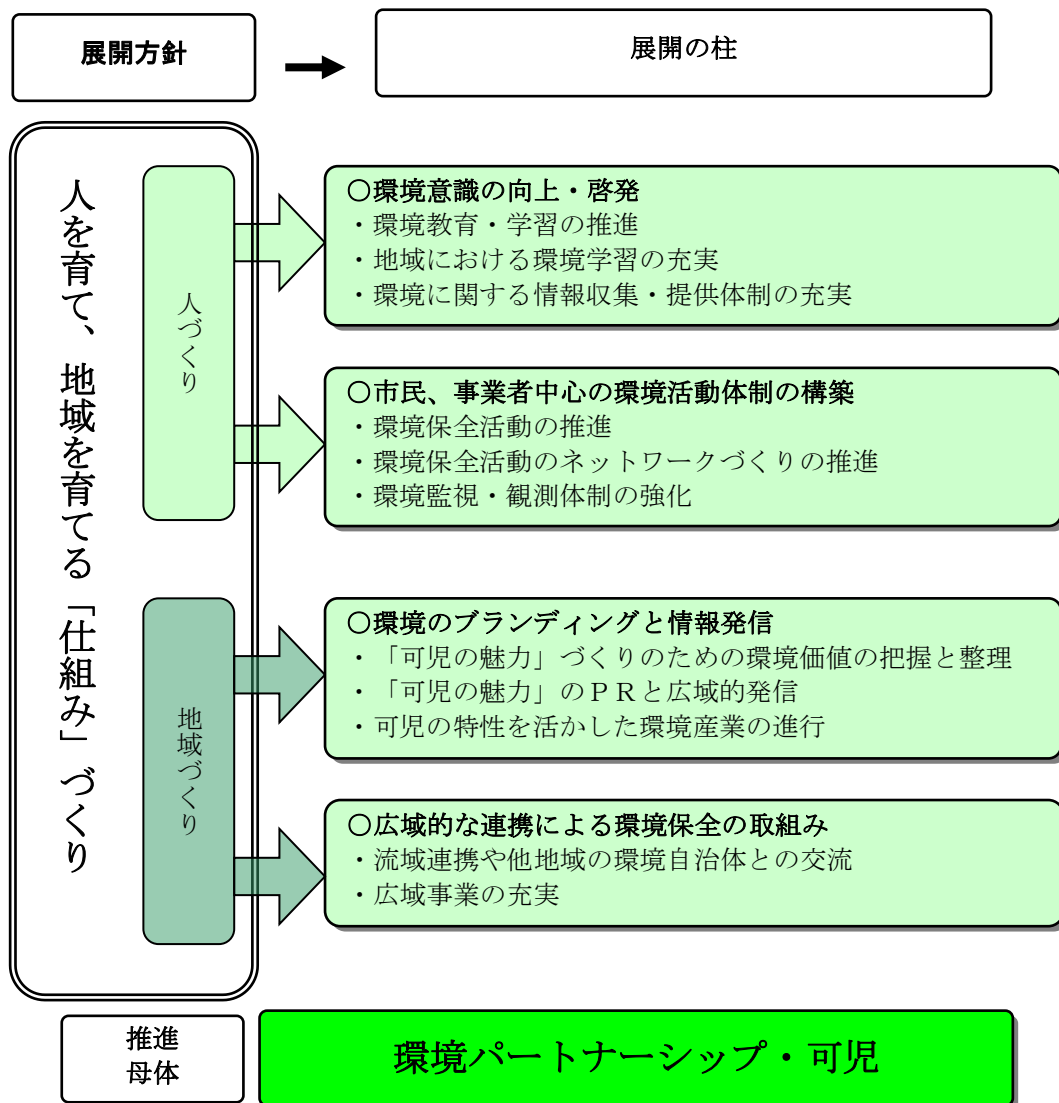 展開方針
展開の柱
人を育て、地域を育てる「仕組み」づくり
人づくり
○環境意識の向上・啓発
・環境教育・学習の推進
・地域における環境学習の充実
・環境に関する情報収集・提供体制の充実
○市民、事業者中心の環境活動体制の構築
・環境保全活動の推進
・環境保全活動のネットワークづくりの推進
・環境監視・観測体制の強化
地域づくり
○環境のブランディングと情報発信
・「可児の魅力」づくりのための環境価値の把握と整理
・「可児の魅力」のPRと広域的発信
・可児の特性を活かした環境産業の進行
○広域的な連携による環境保全の取組み
・流域連携や他地域の環境自治体との交流
・広域事業の充実
推進
母体
環境パートナーシップ・可児